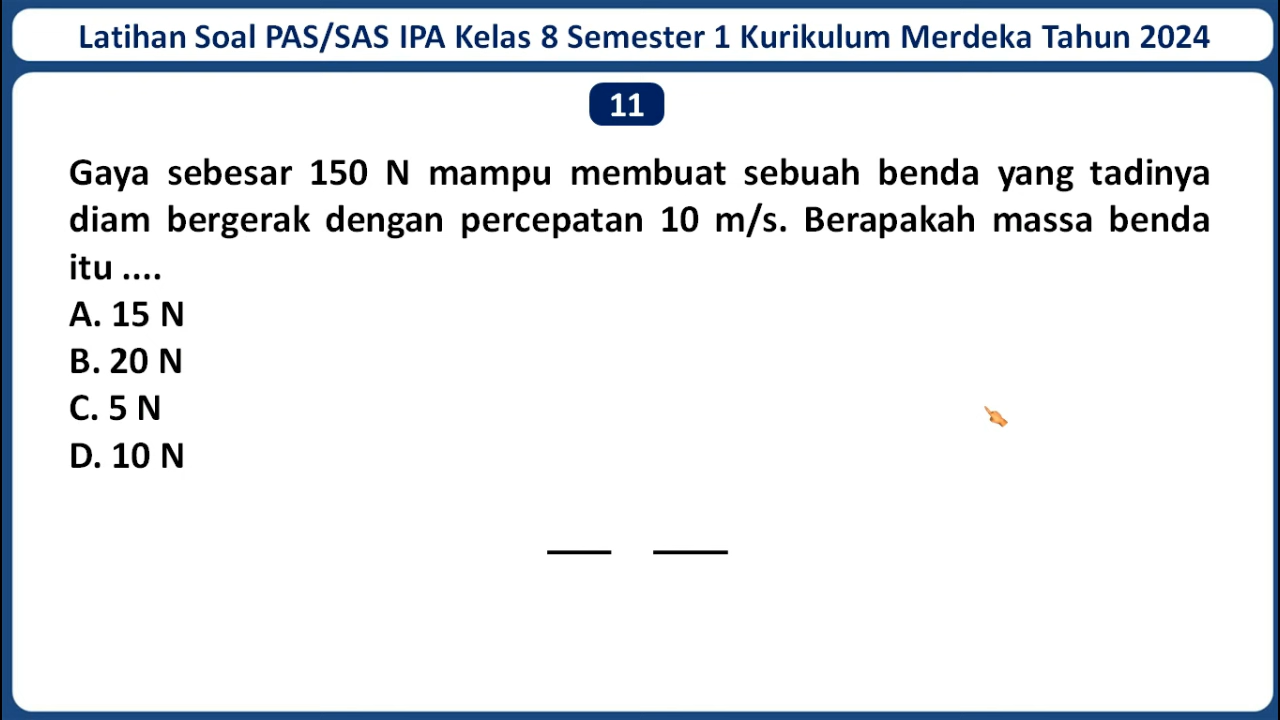 Latihan Soal PAS/SAS IPA Kelas 8 Semester 1 Kurikulum Merdeka Tahun 2024
11
Gaya sebesar 150 N mampu membuat sebuah benda yang tadinya
diam bergerak dengan percepatan 10 m/s. Berapakah massa benda
itu ....
A. 15 N
B. 20 N
C. 5 N
D. 10 N